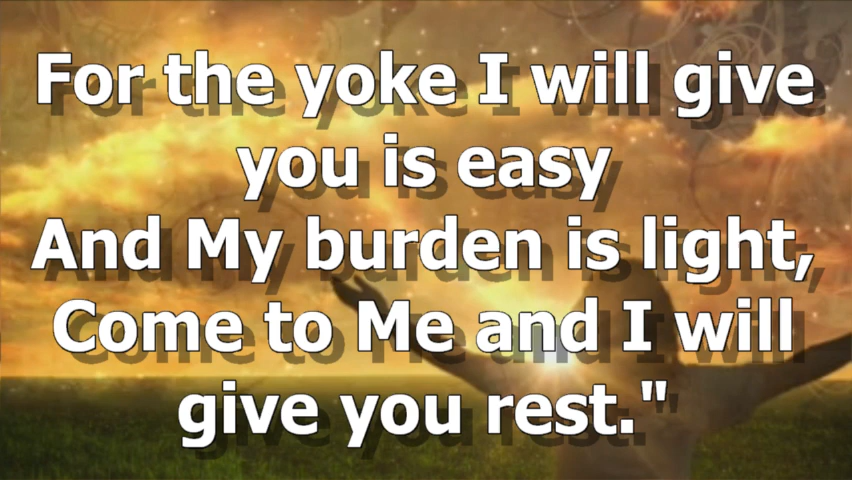 For the yoke I will give
you is easy
And My burden is light,
Come to Me and I will
give you rest."